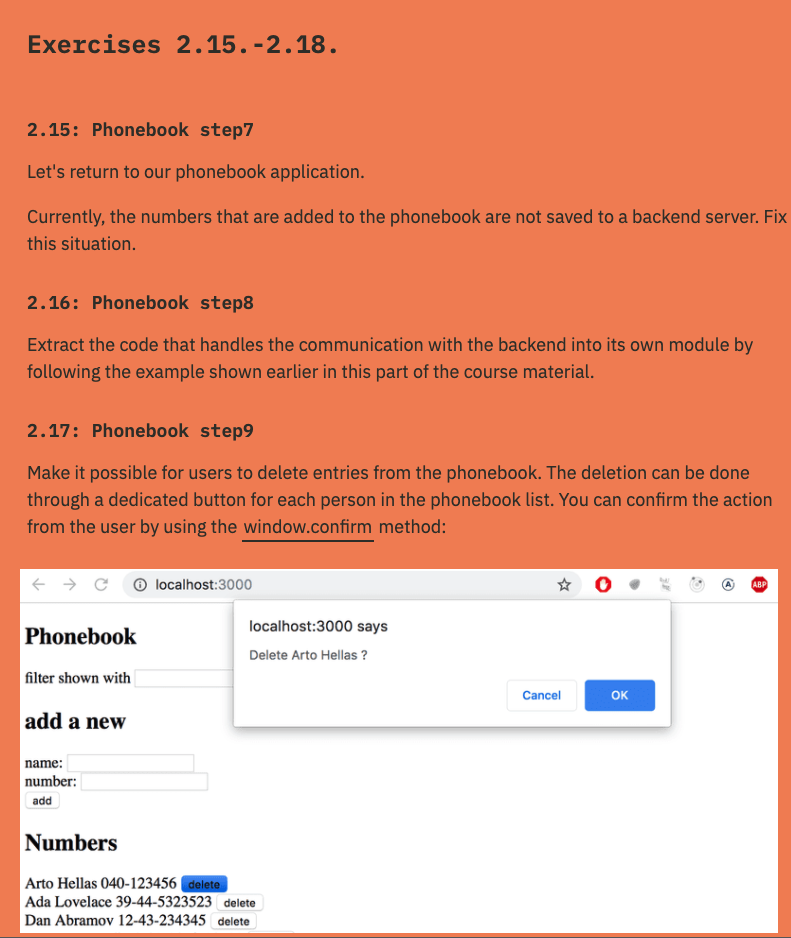 Exercises 2.15.-2.18.
2.15: Phonebook step7
Let's return to our phonebook application.
Currently, the numbers that are added to the phonebook are not saved to a backend server. Fix
this situation.
2.16: Phonebook step8
Extract the code that handles the communication with the backend into its own module by
following the example shown earlier in this part of the course material.
2.17: Phonebook step9
Make it possible for users to delete entries from the phonebook. The deletion can be done
through a dedicated button for each person in the phonebook list. You can confirm the action
from the user by using the window.confirm method:
localhost:3000
ABP
localhost:3000 says
Delete Arto Hellas ?
Cancel OK
Phonebook
filter shown with
add a new
name:
number:
add
Numbers
Arto Hellas 040-123456 delete
Ada Lovelace 39-44-5323523 delete
Dan Abramov 12-43-234345 delete